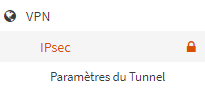 VPN
IPsec
Paramètres du Tunnel